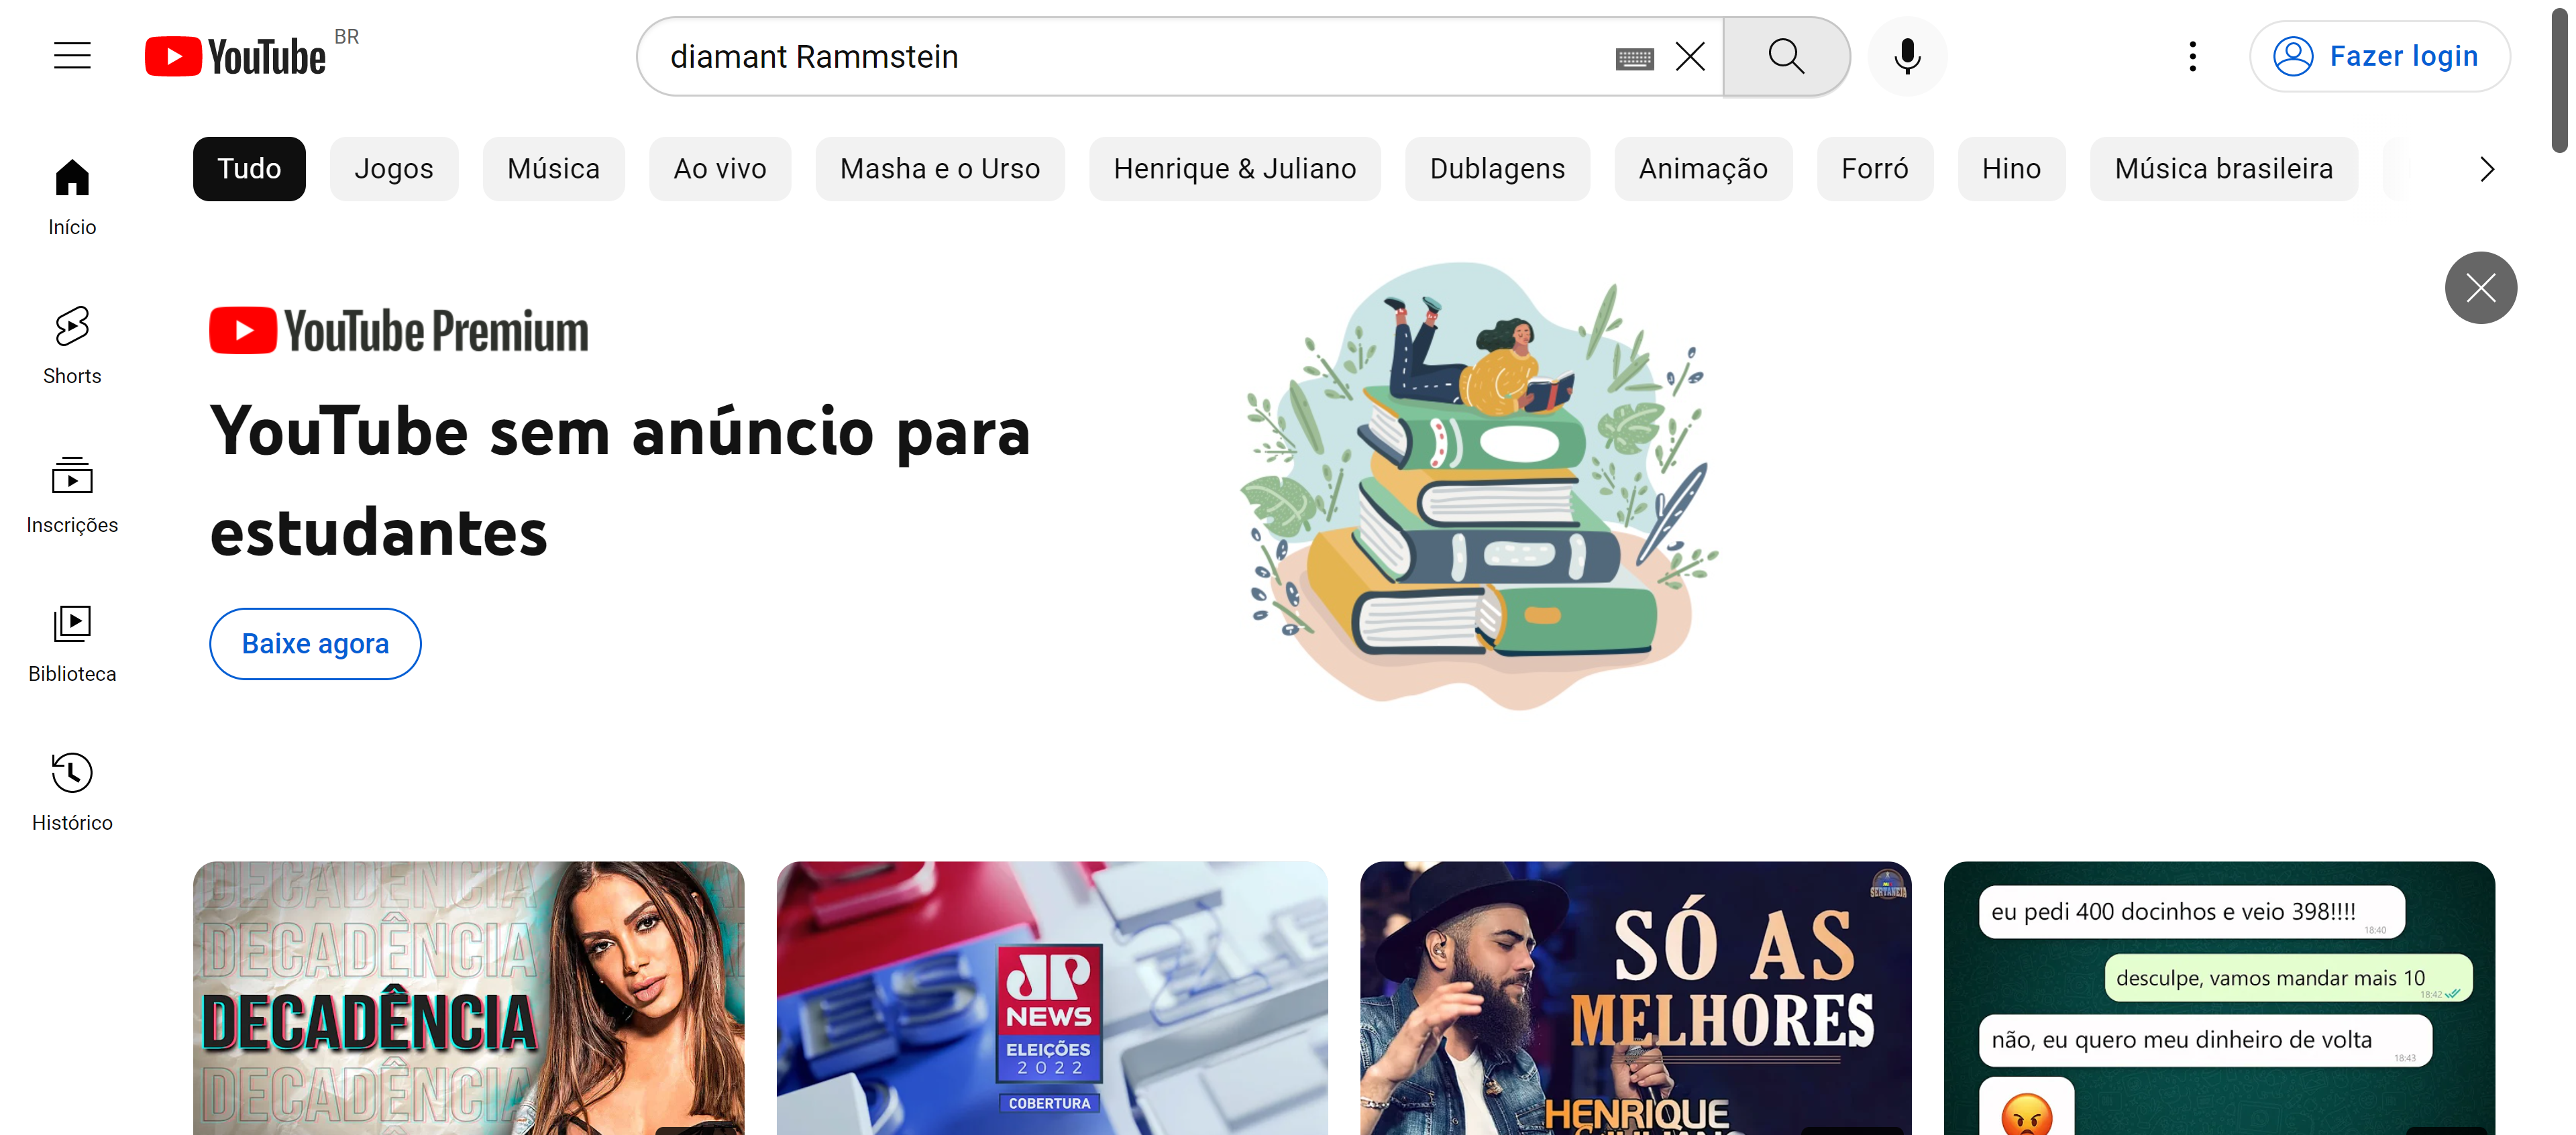 YouTube BR
diamant Rammstein
Fazer login
Tudo
Jogos
Música
Ao vivo
Masha e o Urso
Henrique & Juliano
Dublagens
Animação
Forró
Hino
Música brasileira
Início
Shorts
Inscrições
Biblioteca
Histórico
YouTube Premium
YouTube sem anúncio para
estudantes
Baixe agora
DECADÊNCIA
DECADÊNCIA
DECADÊNCIA
DECADÊNCIA
JP
NEWS
ELEIÇÕES
2022
COBERTURA
SERTANEJA
SÓ AS
MELHORES
HENRIQUE
eu pedi 400 docinhos e veio 398!!!!
18:40
desculpe, vamos mandar mais 10
18:42
não, eu quero meu dinheiro de volta
18:43